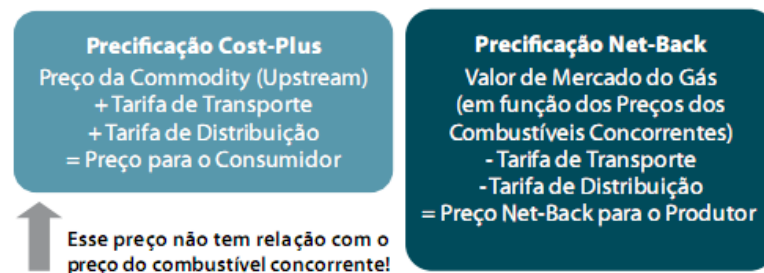 Precificação Cost-Plus
Preço da Commodity (Upstream)
+ Tarifa de Transporte
+ Tarifa de Distribuição
= Preço para o Consumidor
Esse preço não tem relação com o
preço do combustível concorrente!
Precificação Net-Back
Valor de Mercado do Gás
(em função dos Preços dos
Combustíveis Concorrentes)
- Tarifa de Transporte
- Tarifa de Distribuição
= Preço Net-Back para o Produtor